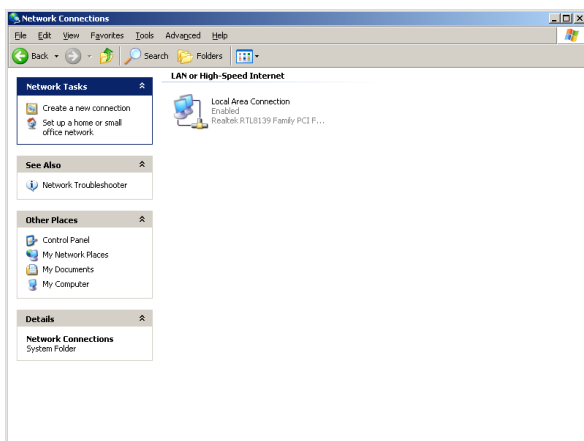 Network Connections
File Edit View Favorites Tools Advanced Help
Back Search Folders
Network Tasks
Create a new connection
Set up a home or small
office network
See Also
Network Troubleshooter
Other Places
Control Panel
My Network Places
My Documents
My Computer
Details
Network Connections
System Folder
LAN or High-Speed Internet
Local Area Connection
Enabled
Realtek RTL8139 Family PCI F...